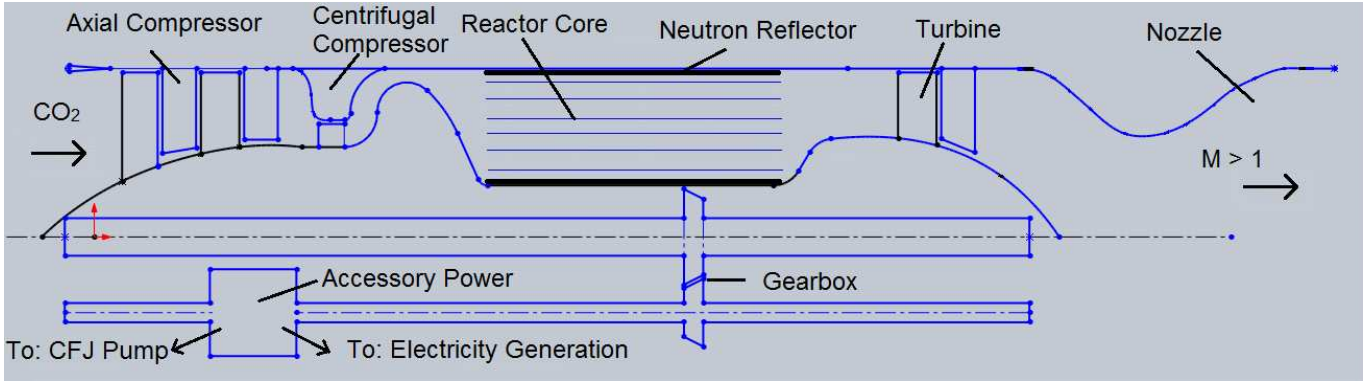 Axial Compressor
Centrifugal
Compressor
Reactor Core
Neutron Reflector
Turbine
Nozzle
CO₂
M > 1
Accessory Power
Gearbox
To: CFJ Pump
To: Electricity Generation